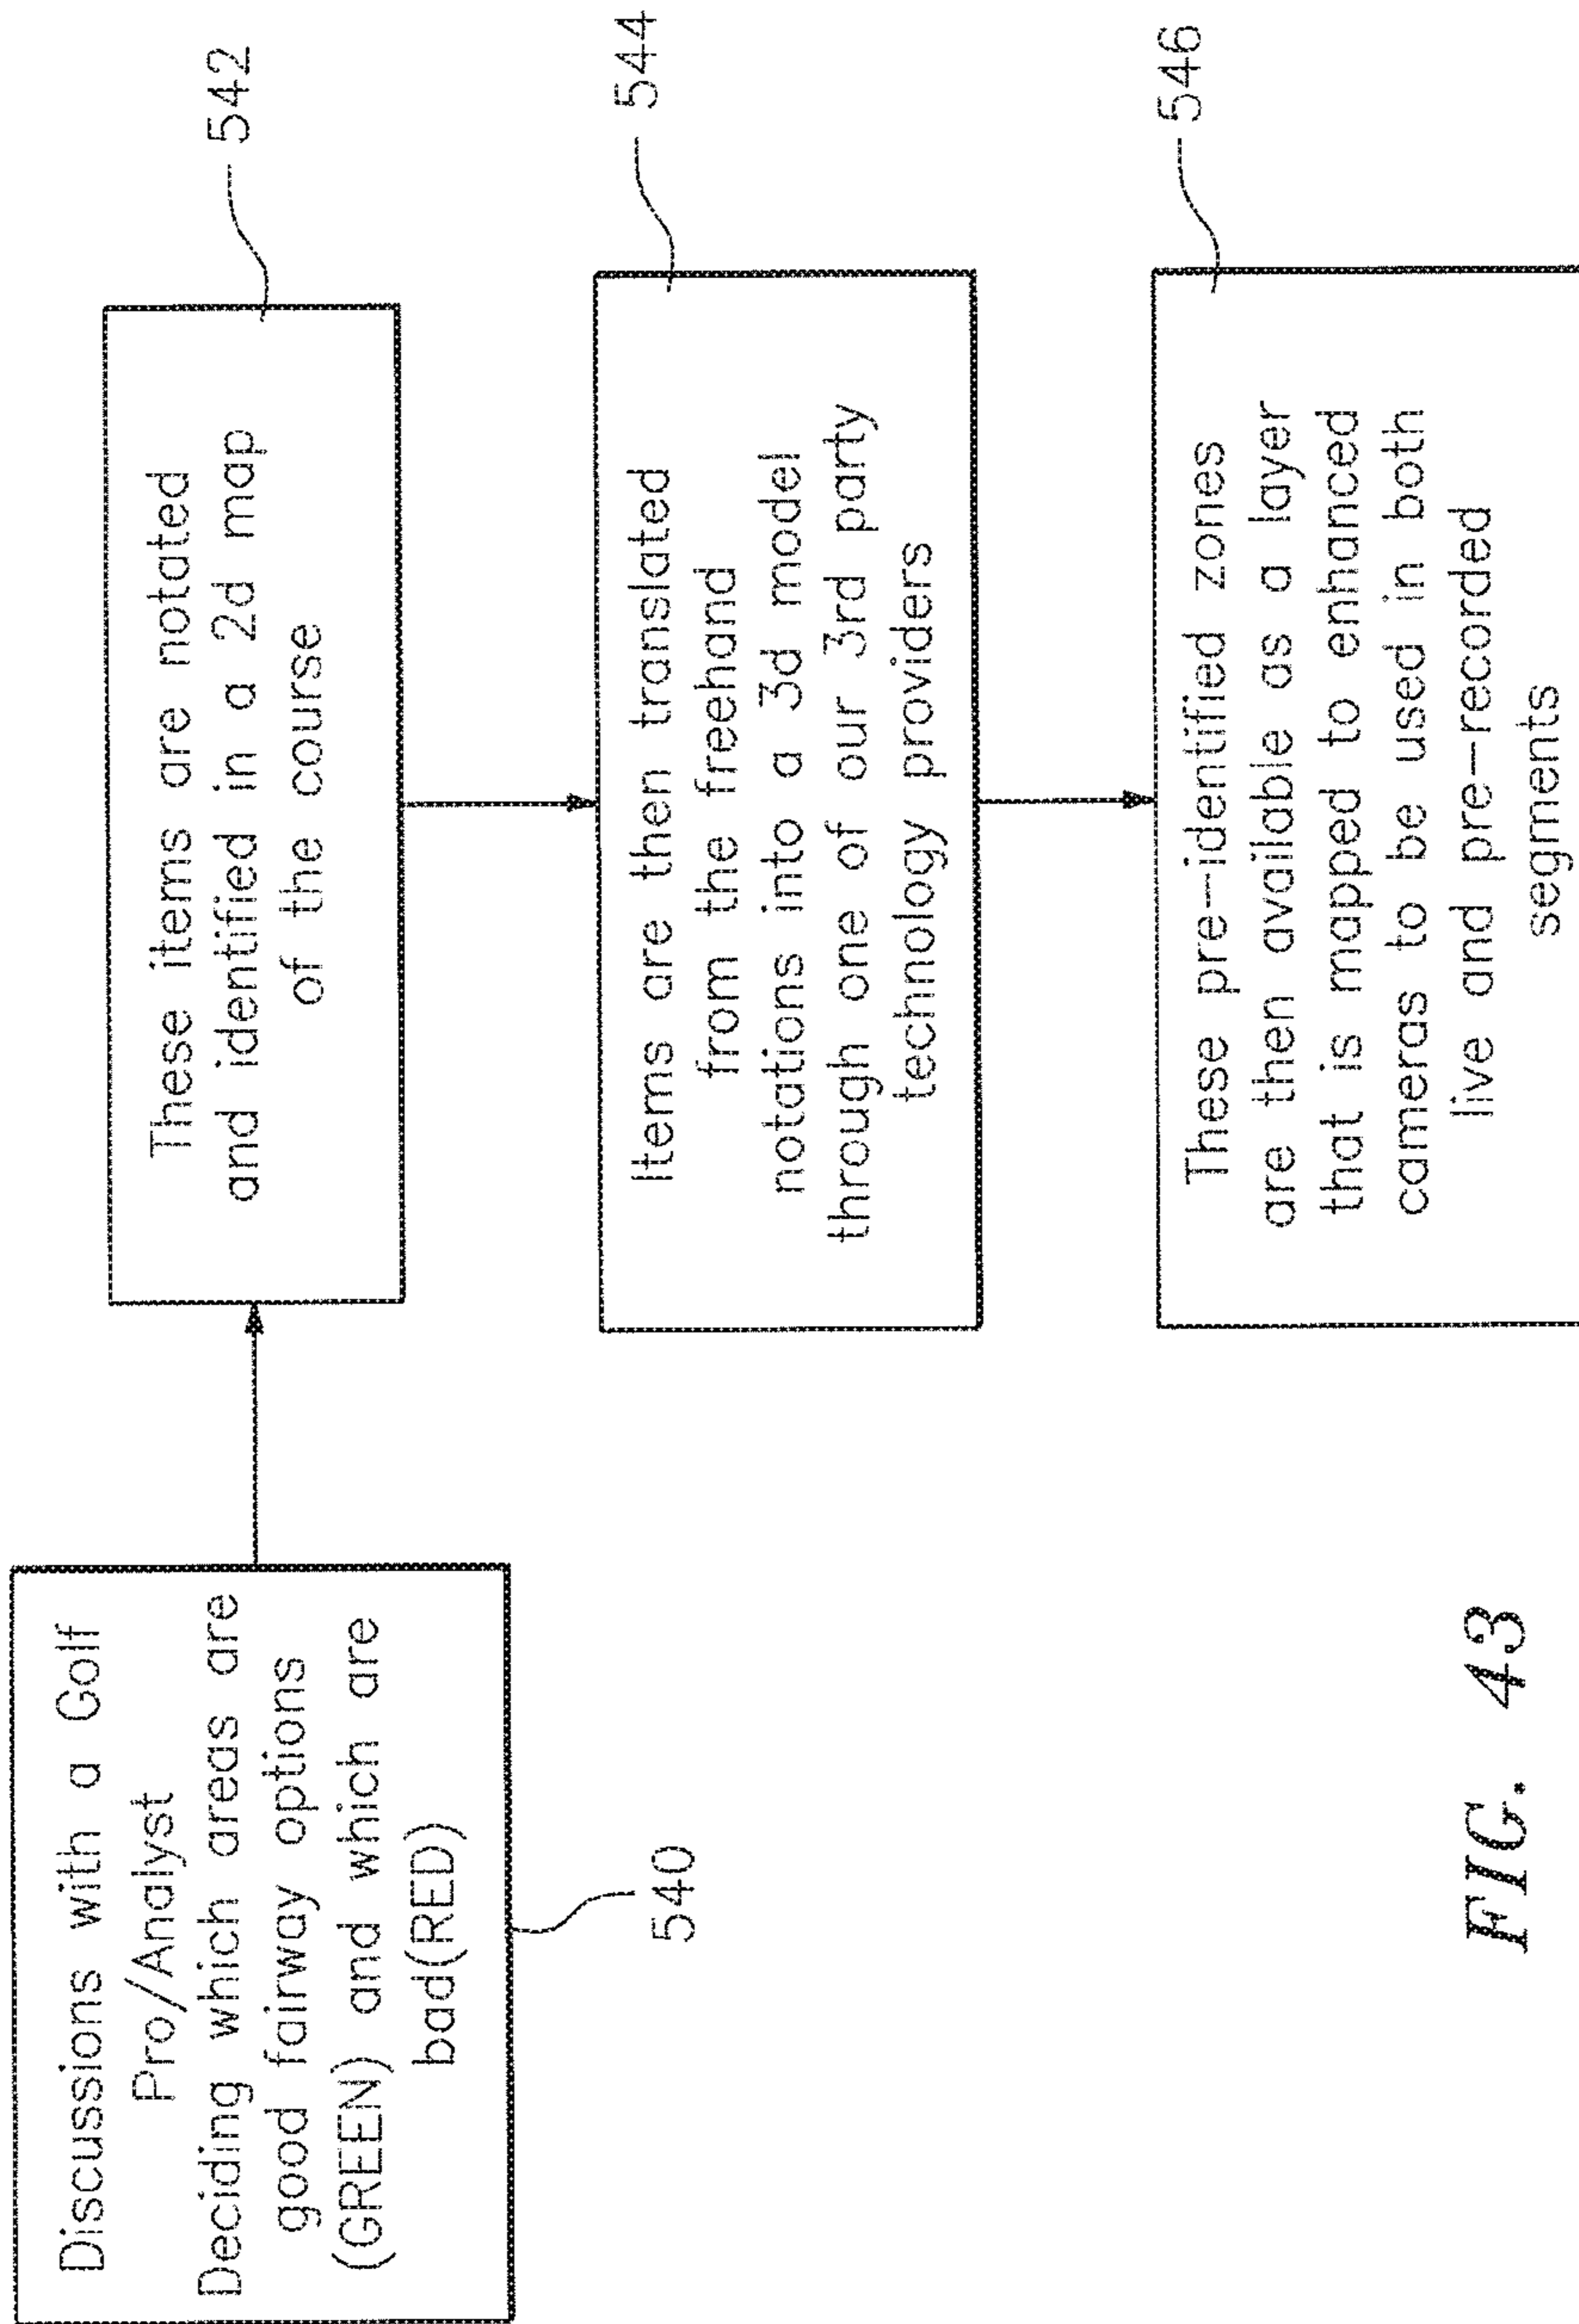 Discussions with a Golf
Pro/Analyst
Deciding which areas are
good fairway options
(GREEN) and which are
bad(RED)
540
These items are notated
and identified in a 2d map
of the course
542
Items are then translated
from the freehand
notations into a 3d model
through one of our 3rd party
technology providers
544
These pre-identified zones
are then available as a layer
that is mapped to enhanced
cameras to be used in both
live and pre-recorded
segments
546
FIG. 43